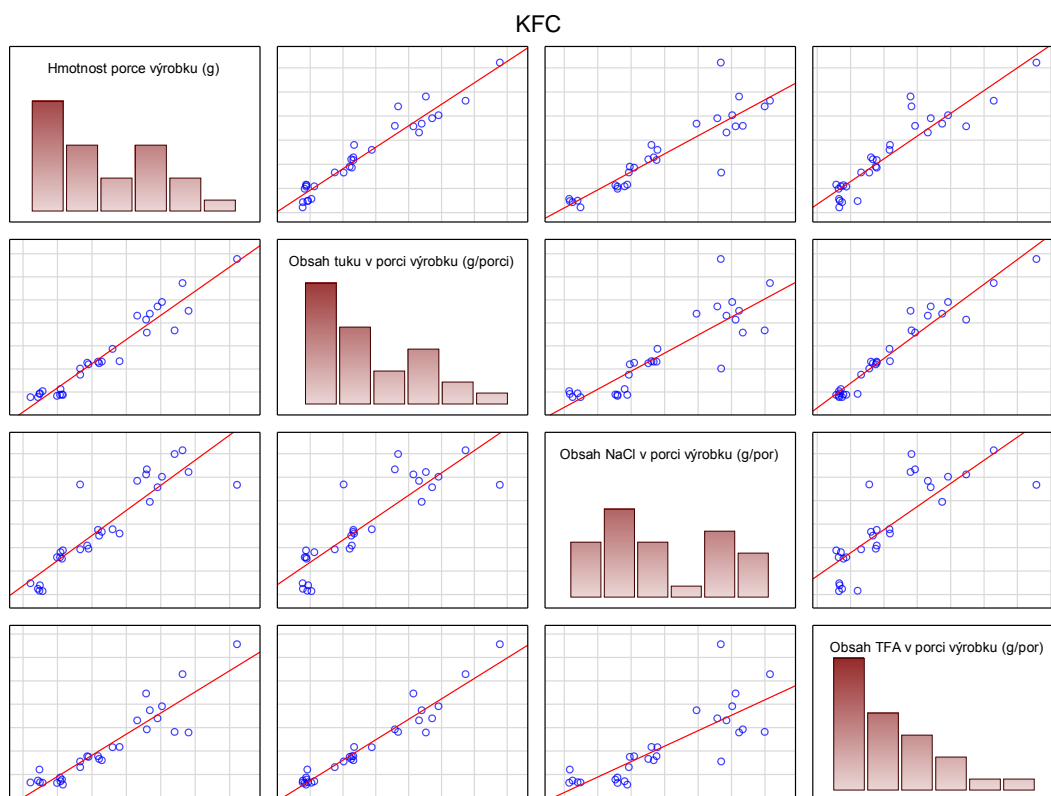 KFC
Hmotnost porce výrobku (g)
Obsah tuku v porci výrobku (g/porci)
Obsah NaCl v porci výrobku (g/por)
Obsah TFA v porci výrobku (g/por)